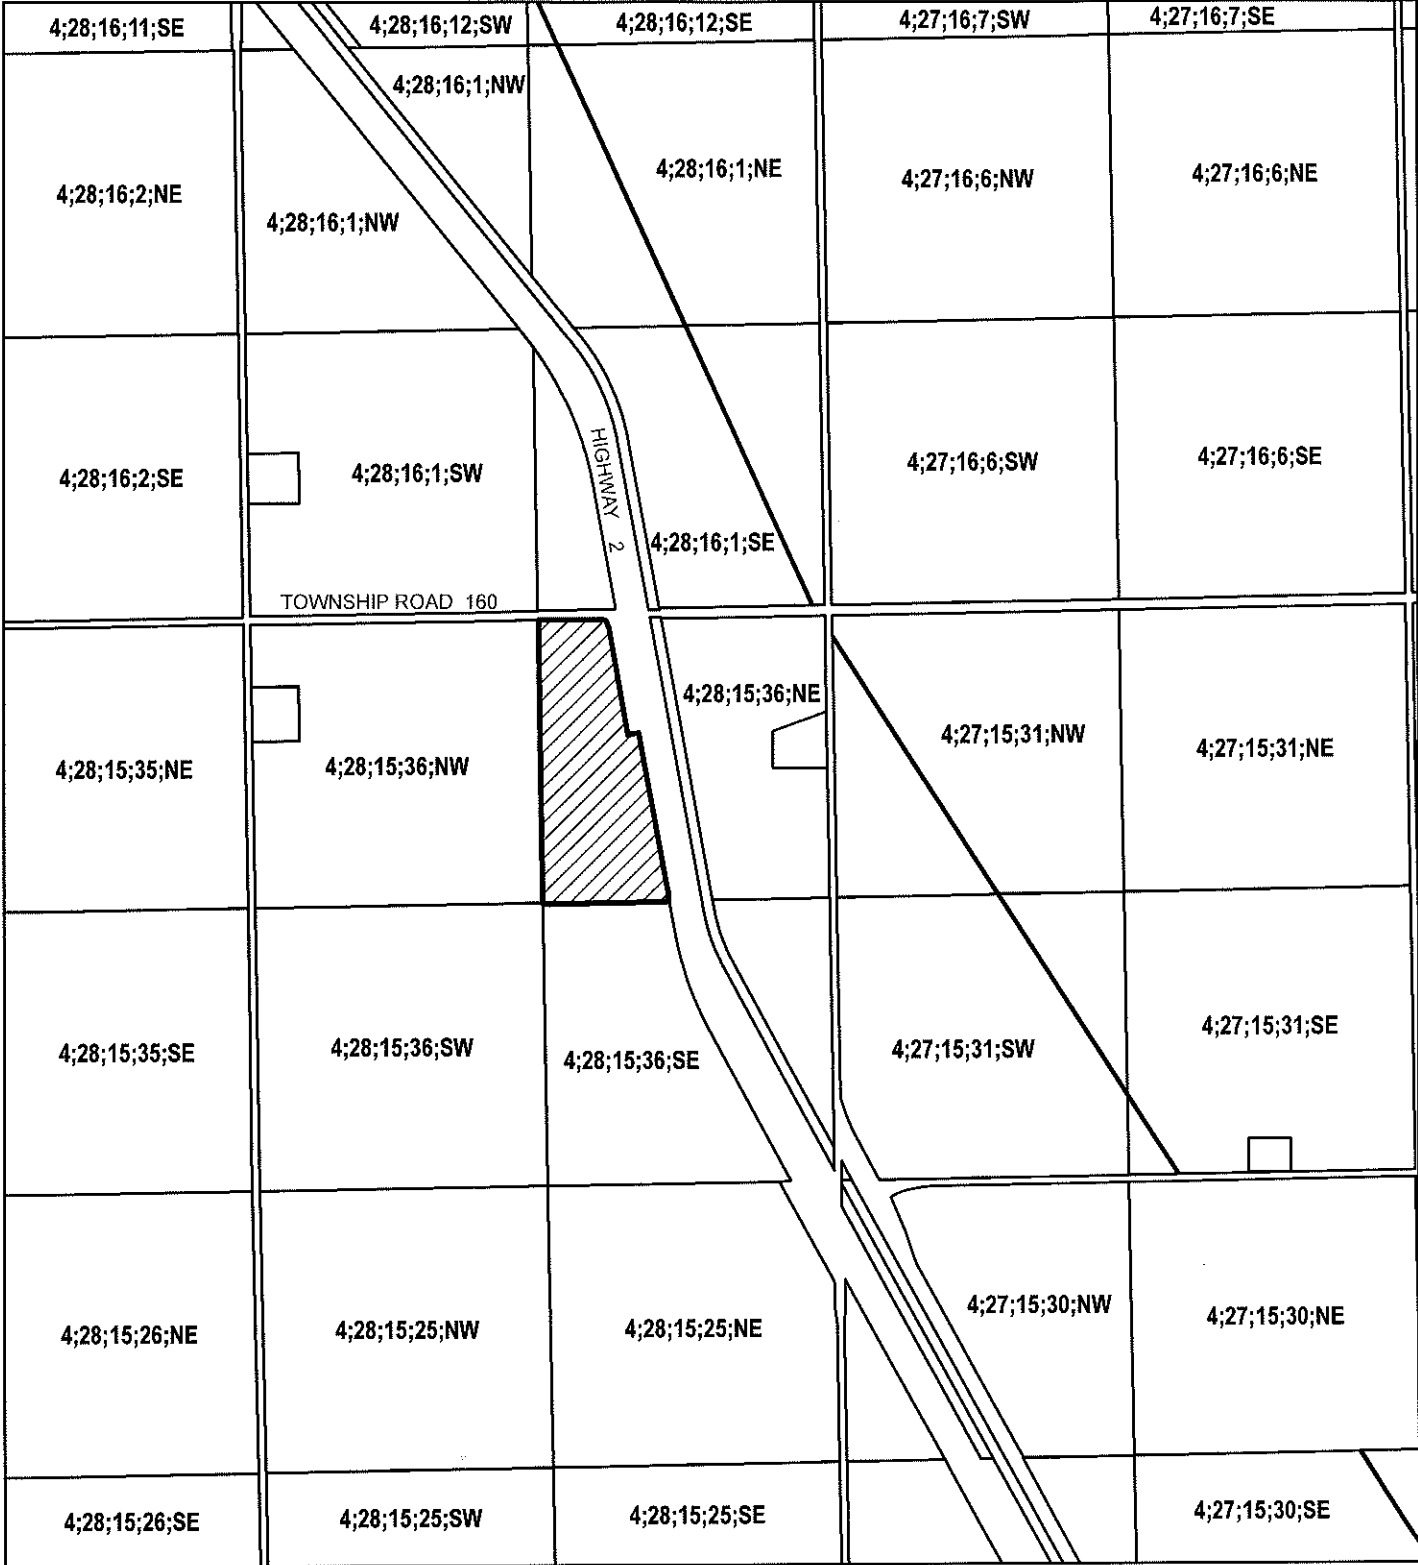 4;28;16;11;SE
4;28;16;12;SW
4;28;16;12;SE
4;27;16;7;SW
4;27;16;7;SE
4;28;16;1;NW
4;28;16;2;NE
4;28;16;1;NW
4;28;16;1;NE
4;27;16;6;NW
4;27;16;6;NE
4;28;16;2;SE
4;28;16;1;SW
HIGHWAY 2
4;28;16;1;SE
4;27;16;6;SW
4;27;16;6;SE
TOWNSHIP ROAD 160
4;28;15;35;NE
4;28;15;36;NW
4;28;15;36;NE
4;27;15;31;NW
4;27;15;31;NE
4;28;15;35;SE
4;28;15;36;SW
4;28;15;36;SE
4;27;15;31;SW
4;27;15;31;SE
4;28;15;26;NE
4;28;15;25;NW
4;28;15;25;NE
4;27;15;30;NW
4;27;15;30;NE
4;28;15;26;SE
4;28;15;25;SW
4;28;15;25;SE
4;27;15;30;SE